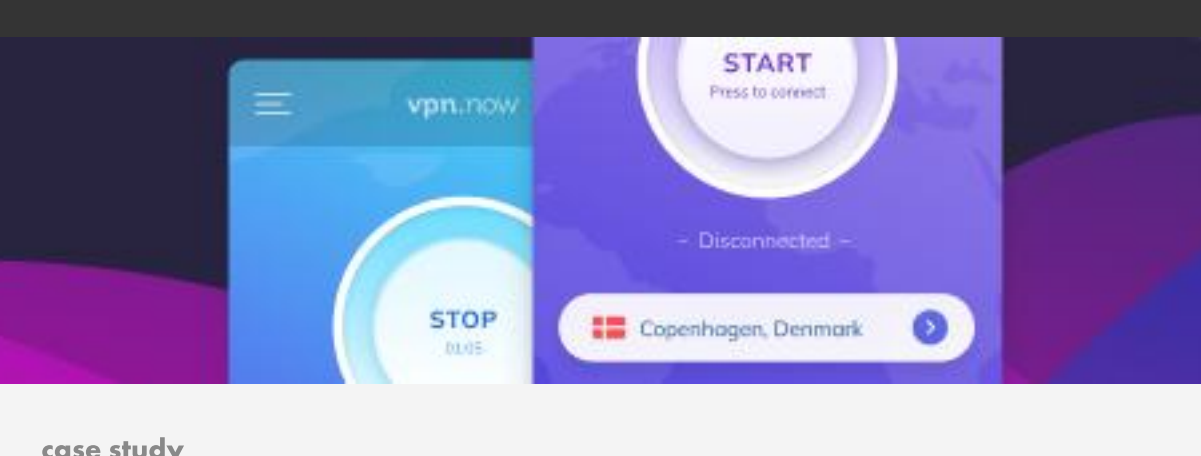 vpn.now
STOP
01:05
START
Press to connect
– Disconnected –
Copenhagen, Denmark
case study